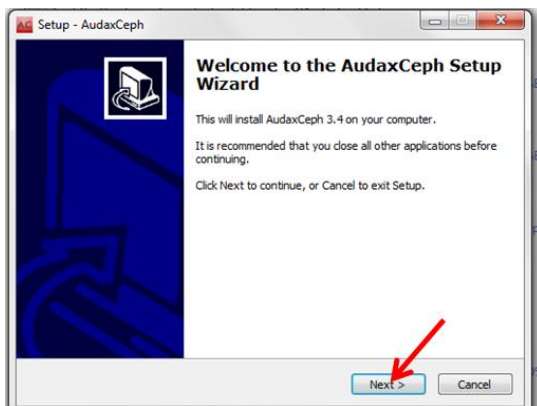 AC Setup - AudaxCeph
Welcome to the AudaxCeph Setup
Wizard
This will install AudaxCeph 3.4 on your computer.
It is recommended that you close all other applications before
continuing.
Click Next to continue, or Cancel to exit Setup.
Next >
Cancel